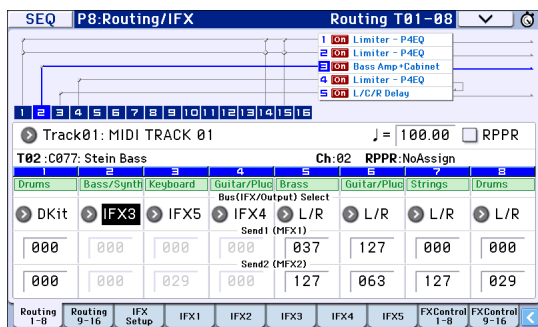 SEQ P8:Routing/IFX Routing T01-08
1 On Limiter - P4EQ
2 On Limiter - P4EQ
3 On Bass Amp+Cabinet
4 On Limiter - P4EQ
5 On L/C/R Delay
1 2 3 4 5 6 7 8 9 10 11 12 13 14 15 16
Track01: MIDI TRACK 01 ♩= 100.00 RPPR
T02 :C077: Stein Bass Ch:02 RPPR:NoAssign
1 2 3 4 5 6 7 8
Drums Bass/Synth Keyboard Guitar/Pluc Brass Guitar/Pluc Strings Drums
Bus(IFX/Output) Select
DKit IFX3 IFX5 IFX4 L/R L/R L/R L/R
Send1 (MFX1)
000 000 000 000 037 127 000 000
Send2 (MFX2)
000 000 029 000 127 063 127 029
Routing 1-8 Routing 9-16 IFX Setup IFX1 IFX2 IFX3 IFX4 IFX5 FXControl 1-8 FXControl 9-16